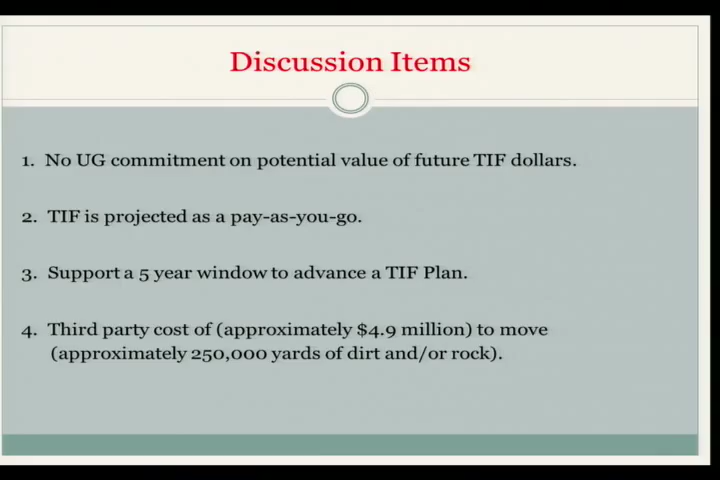 Discussion Items
1. No UG commitment on potential value of future TIF dollars.
2. TIF is projected as a pay-as-you-go.
3. Support a 5 year window to advance a TIF Plan.
4. Third party cost of (approximately $4.9 million) to move
(approximately 250,000 yards of dirt and/or rock).